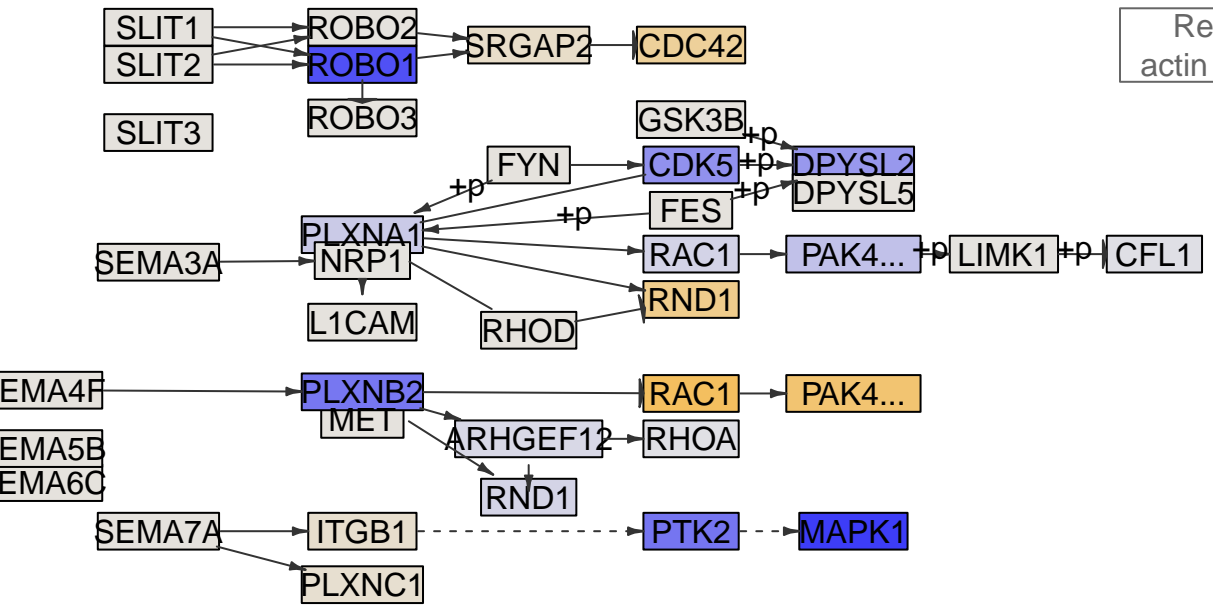 SLIT1
ROBO2
Re
SLIT2
ROBO1
SRGAP2
CDC42
actin
SLIT3
ROBO3
GSK3B
+p
FYN
CDK5
+p
DPYSL2
+p
+p
DPYSL5
FES
+p
PLXNA1
SEMA3A
NRP1
RAC1
PAK4...
+p
LIMK1
+p
CFL1
RND1
L1CAM
RHOD
EMA4F
PLXNB2
RAC1
PAK4...
MET
EMA5B
ARHGEF12
RHOA
EMA6C
RND1
SEMA7A
ITGB1
PTK2
MAPK1
PLXNC1